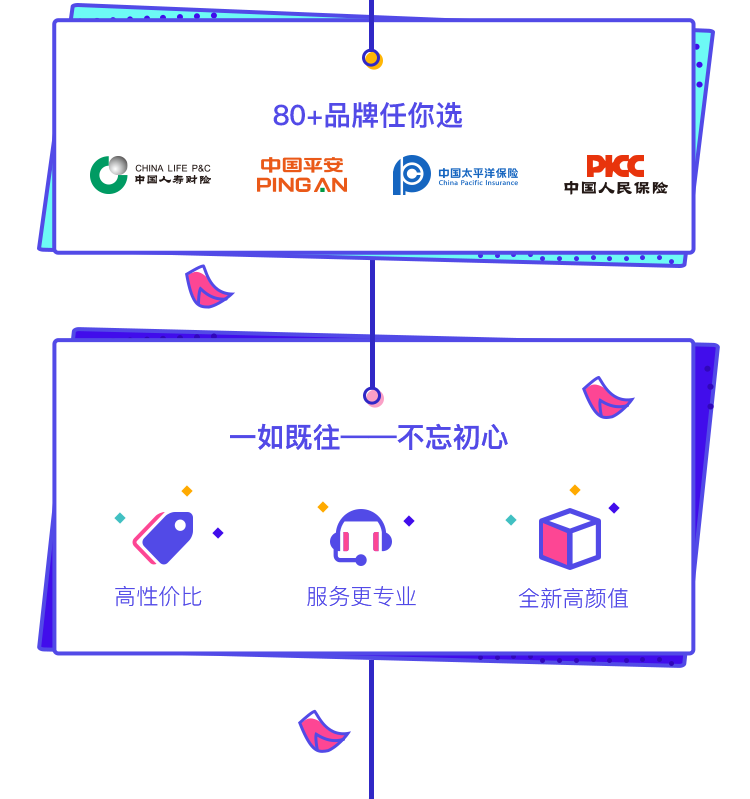 80+品牌任你选
CHINA LIFE P&C
中国人寿财险
中国平安
PING AN
中国太平洋保险
China Pacific Insurance
PICC
中国人民保险
一如既往——不忘初心
高性价比
服务更专业
全新高颜值